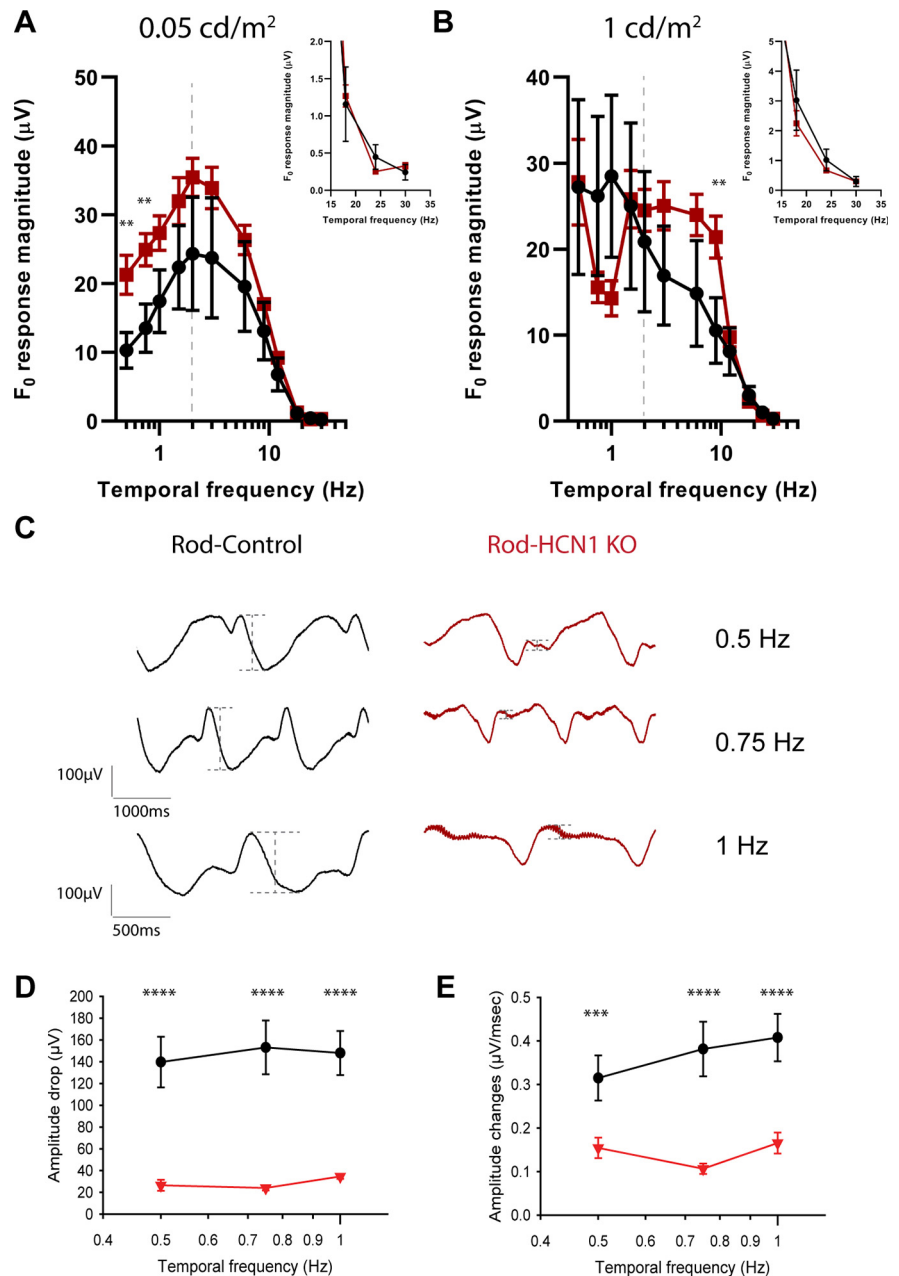 A
0.05 cd/m²
F₀ response magnitude (µV)
50
40
30
20
10
0
**
**
1
10
Temporal frequency (Hz)
F₀ response magnitude (µV)
2.0
1.5
1.0
0.5
0.0
15 20 25 30 35
Temporal frequency (Hz)
B
1 cd/m²
F₀ response magnitude (µV)
40
30
20
10
0
**
1
10
Temporal frequency (Hz)
F₀ response magnitude (µV)
5
4
3
2
1
0
15 20 25 30 35
Temporal frequency (Hz)
C
Rod-Control
Rod-HCN1 KO
0.5 Hz
0.75 Hz
100µV
1000ms
1 Hz
100µV
500ms
D
Amplitude drop (µV)
200
180
160
140
120
100
80
60
40
20
0
**** **** ****
0.4 0.5 0.6 0.7 0.8 0.9 1
Temporal frequency (Hz)
E
Amplitude changes (µV/msec)
0.5
0.4
0.3
0.2
0.1
0.0
*** **** ****
0.4 0.5 0.6 0.7 0.8 0.9 1
Temporal frequency (Hz)